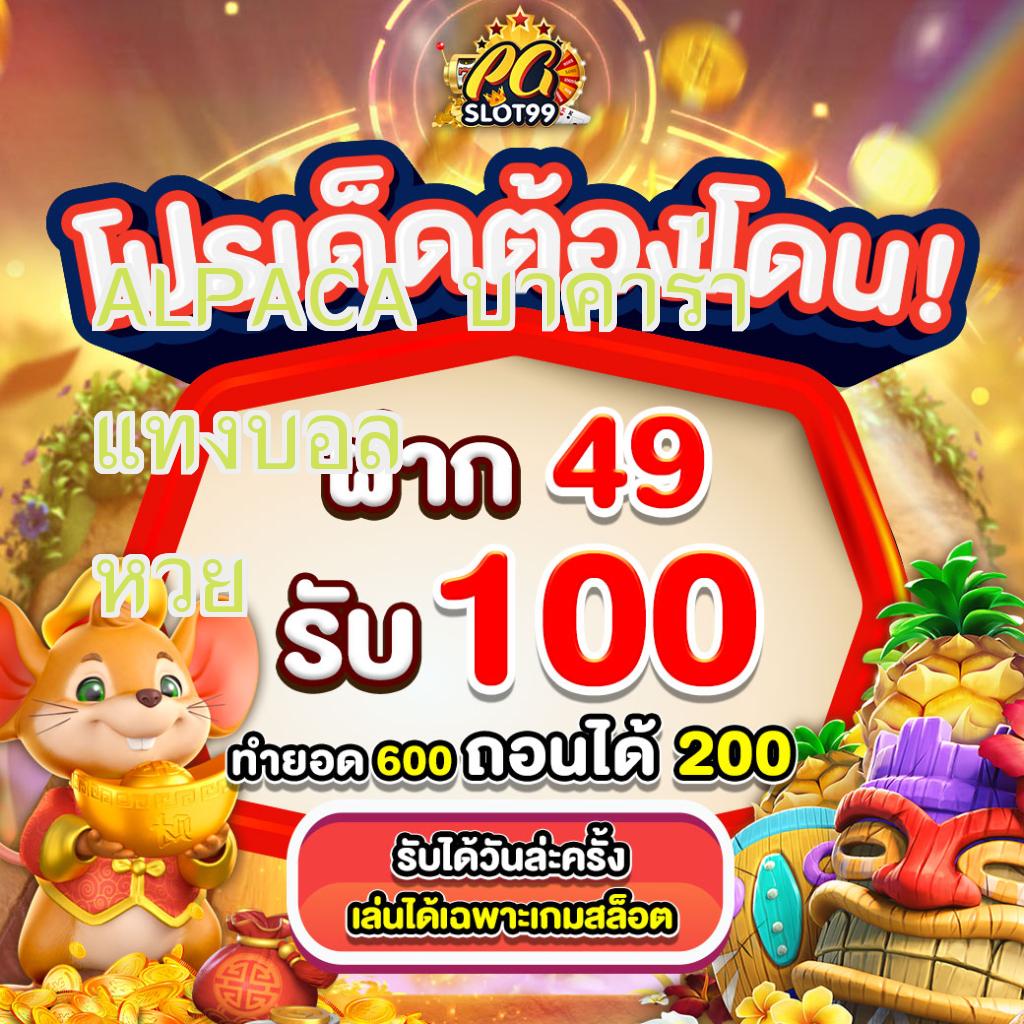 PG
SLOT99
โปรเด็ดต้องโดน!
ALPACA บาคาร่า
แทงบอล
ฝาก 49
หวย
รับ 100
ทำยอด 600 ถอนได้ 200
รับได้วันล่ะครั้ง
เล่นได้เฉพาะเกมสล็อต